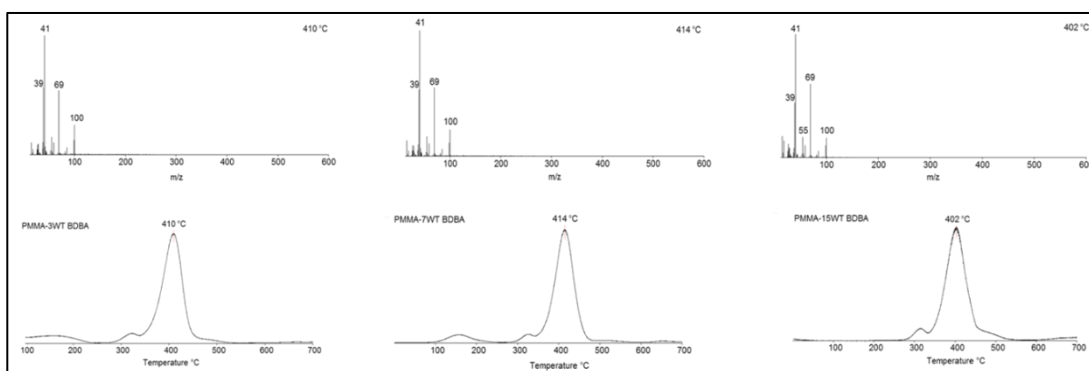 41
410 °C
39
69
100
100 200 300 400 500 600
m/z
41
414 °C
39
69
100
100 200 300 400 500 600
m/z
41
402 °C
39
69
55
100
100 200 300 400 500 600
m/z
PMMA-3WT BDBA
410 °C
100 200 300 400 500 600 700
Temperature °C
PMMA-7WT BDBA
414 °C
100 200 300 400 500 600 700
Temperature °C
PMMA-15WT BDBA
402 °C
100 200 300 400 500 600 700
Temperature °C